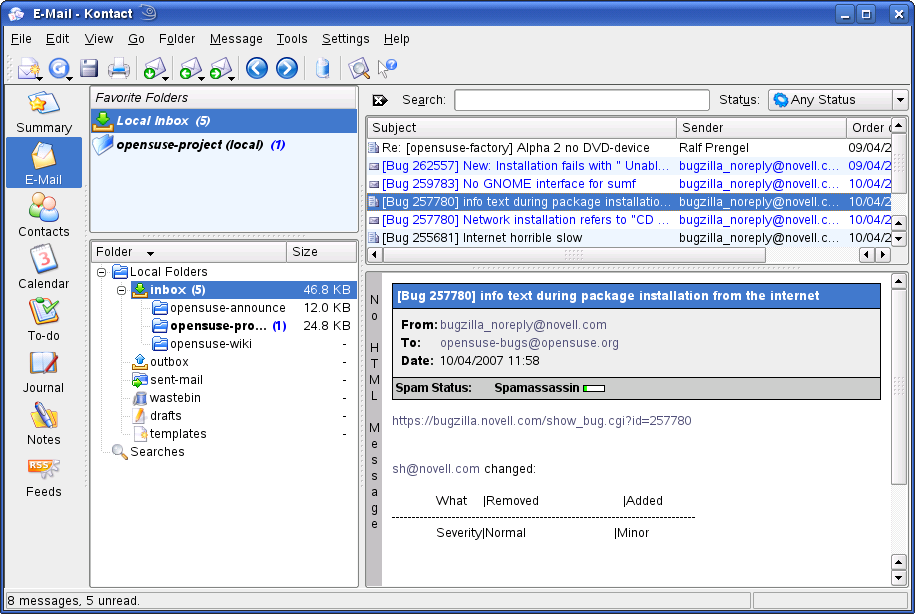 E-Mail - Kontact
File Edit View Go Folder Message Tools Settings Help
Summary
E-Mail
Contacts
Calendar
To-do
Journal
Notes
Feeds
Favorite Folders
Local Inbox (5)
opensuse-project (local) (1)
Folder Size
Local Folders
inbox (5) 46.8 KB
opensuse-announce 12.0 KB
opensuse-pro... (1) 24.8 KB
opensuse-wiki -
outbox -
sent-mail -
wastebin -
drafts -
templates -
Searches
Search: Status: Any Status
Subject Sender Order o
Re: [opensuse-factory] Alpha 2 no DVD-device Ralf Prengel 09/04/2
[Bug 262557] New: Installation fails with " Unabl... bugzilla_noreply@novell.c... 09/04/2
[Bug 259783] No GNOME interface for sumf bugzilla_noreply@novell.c... 10/04/2
[Bug 257780] info text during package installatio... bugzilla_noreply@novell.c... 10/04/2
[Bug 257780] Network installation refers to "CD ... bugzilla_noreply@novell.c... 10/04/2
[Bug 255681] Internet horrible slow bugzilla_noreply@novell.c... 10/04/2
No HTML Message
[Bug 257780] info text during package installation from the internet
From: bugzilla_noreply@novell.com
To: opensuse-bugs@opensuse.org
Date: 10/04/2007 11:58
Spam Status: Spamassassin
https://bugzilla.novell.com/show_bug.cgi?id=257780
sh@novell.com changed:
What |Removed |Added
----------------------------------------------------------------------------
Severity|Normal |Minor
8 messages, 5 unread.